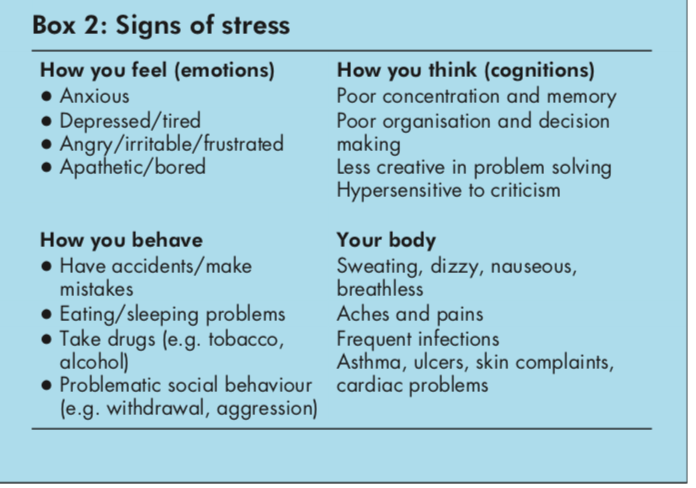 Box 2: Signs of stress
How you feel (emotions)
● Anxious
● Depressed/tired
● Angry/irritable/frustrated
● Apathetic/bored
How you think (cognitions)
Poor concentration and memory
Poor organisation and decision
making
Less creative in problem solving
Hypersensitive to criticism
How you behave
● Have accidents/make
mistakes
● Eating/sleeping problems
● Take drugs (e.g. tobacco,
alcohol)
● Problematic social behaviour
(e.g. withdrawal, aggression)
Your body
Sweating, dizzy, nauseous,
breathless
Aches and pains
Frequent infections
Asthma, ulcers, skin complaints,
cardiac problems